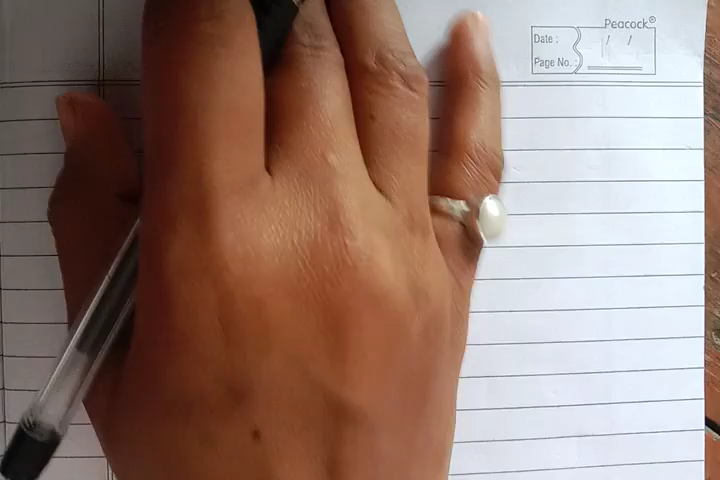 Peacock®
Date : / /
Page No. :